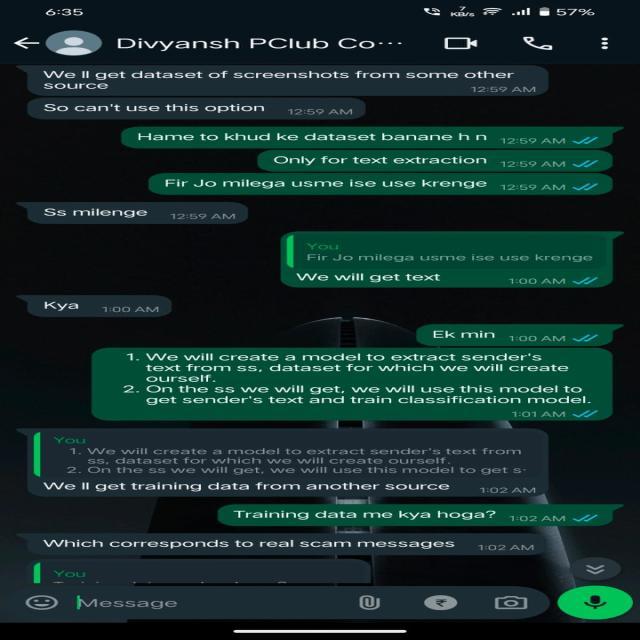 6:35
7 KB/s
57%
Divyansh PClub Co···
We ll get dataset of screenshots from some other
source
12:59 AM
So can't use this option 12:59 AM
Hame to khud ke dataset banane h n 12:59 AM
Only for text extraction 12:59 AM
Fir Jo milega usme ise use krenge 12:59 AM
Ss milenge 12:59 AM
You
Fir Jo milega usme ise use krenge
We will get text 1:00 AM
Kya 1:00 AM
Ek min 1:00 AM
1. We will create a model to extract sender's
text from ss, dataset for which we will create
ourself.
2. On the ss we will get, we will use this model to
get sender's text and train classification model.
1:01 AM
You
1. We will create a model to extract sender's text from
ss, dataset for which we will create ourself.
2. On the ss we will get, we will use this model to get s·
We ll get training data from another source 1:02 AM
Training data me kya hoga? 1:02 AM
Which corresponds to real scam messages 1:02 AM
You
Message